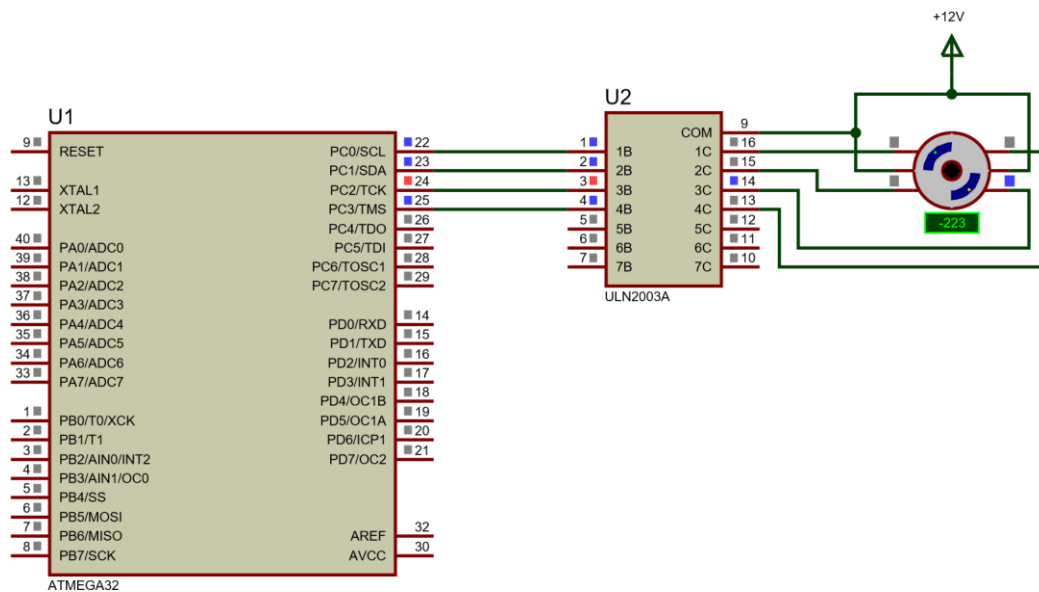 +12V
U1
U2
9 RESET PC0/SCL 22
PC1/SDA 23
13 XTAL1 PC2/TCK 24
12 XTAL2 PC3/TMS 25
PC4/TDO 26
40 PA0/ADC0 PC5/TDI 27
39 PA1/ADC1 PC6/TOSC1 28
38 PA2/ADC2 PC7/TOSC2 29
37 PA3/ADC3
36 PA4/ADC4 PD0/RXD 14
35 PA5/ADC5 PD1/TXD 15
34 PA6/ADC6 PD2/INT0 16
33 PA7/ADC7 PD3/INT1 17
PD4/OC1B 18
1 PB0/T0/XCK PD5/OC1A 19
2 PB1/T1 PD6/ICP1 20
3 PB2/AIN0/INT2 PD7/OC2 21
4 PB3/AIN1/OC0
5 PB4/SS
6 PB5/MOSI
7 PB6/MISO AREF 32
8 PB7/SCK AVCC 30
ATMEGA32
COM 9
1 1B 1C 16
2 2B 2C 15
3 3B 3C 14
4 4B 4C 13
5 5B 5C 12
6 6B 6C 11
7 7B 7C 10
ULN2003A
-223